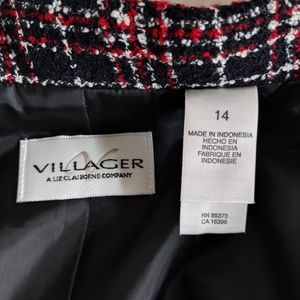 VILLAGER
A LIZ CLAIBORNE COMPANY
14
MADE IN INDONESIA
HECHO EN
INDONESIA
FABRIQUE EN
INDONESIE
RN 85373
CA 16396